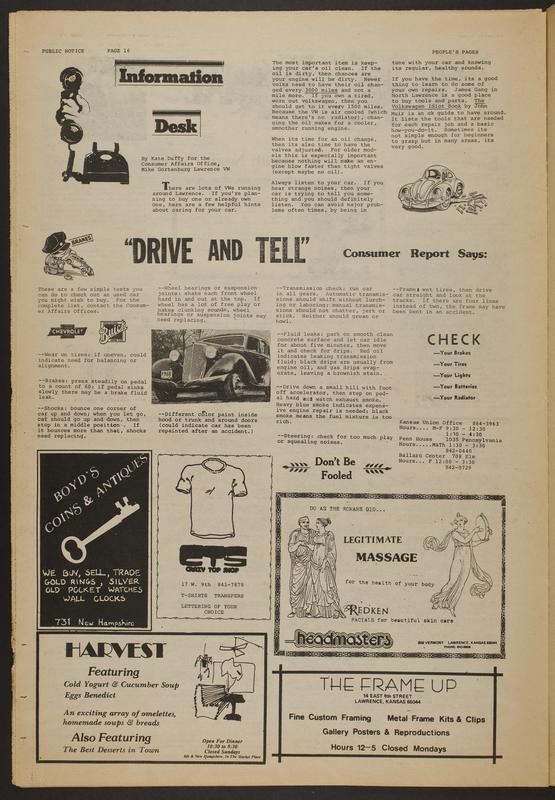 PUBLIC NOTICE PAGE 16
PEOPLE'S PAGES
Information
Desk
By Kate Duffy for the
Consumer Affairs Office,
Mike Gortenburg Lawrence VW
There are lots of VWs running
around Lawrence. If you're plan-
ning to buy one or already own
one, here are a few helpful hints
about caring for your car.
The most important item is keep-
ing your car's oil clean. If the
oil is dirty, then chances are
your engine will be dirty. Newer
volks need to have their oil chan-
ged every 3000 miles and not a
mile more. If you own a tired,
worn out Volkswagen, then you
should get to it every 1500 miles.
Because the VW is air cooled (which
means there's no radiator), chan-
ging the oil makes for a cooler,
smoother running engine.
When its time for an oil change,
then its also time to have the
valves adjusted. For older mod-
els this is especially important
because nothing will make an en-
gine blow faster than tight valves
(except maybe no oil).
Always listen to your car. If you
hear strange noises, then your
car is trying to tell you some-
thing and you should definitely
listen. You can avoid major prob-
lems often times, by being in
tune with your car and knowing
its regular, healthy sounds.
If you have the time, its a good
thing to learn to do some of
your own repairs. James Gang in
North Lawrence is a good place
to buy tools and parts. The
Volkswagen Idiot Book by John
Muir is an ok guide to have around.
It lists the tools that are needed
for each repair job and a basic
how-you-do-it. Sometimes its
not simple enough for beginners
to grasp but in many areas, its
very good.
BRAKES
"DRIVE AND TELL"
Consumer Report Says:
These are a few simple tests you
can do to check out an used car
you might wish to buy. For the
complete list, contact the Consum-
er Affairs Office.
CHEVROLET
Buick
--Wear on tires: if uneven, could
indicate need for balancing or
alignment.
--Brakes: press steadily on pedal
to a count of 60; if pedal sinks
slowly there may be a brake fluid
leak.
--Shocks: bounce one corner of
car up and down; when you let go,
car should go up and down, then
stop in a middle position. If
it bounces more than that, shocks
need replacing.
--Wheel bearings or suspension
joints: shake each front wheel
hard in and out at the top. If
wheel has a lot of free play or
makes clunking sounds, wheel
bearings or suspension joints may
need replacing.
--Different color paint inside
hood or trunk and around doors
(could indicate car has been
repainted after an accident.)
--Transmission check: run car
in all gears. Automatic transmis-
sions should shift without lurch-
ing or laboring; manual transmis-
sions should not chatter, jerk or
stick. Neither should groan or
howl.
--Fluid leaks: park on smooth clean
concrete surface and let car idle
for about five minutes, then move
it and check for drips. Red oil
indicates leaking transmission
fluid; black drips are usually from
engine oil, and gas drips evap-
orate, leaving a brownish stain.
--Drive down a small hill with foot
off accelerator, then step on ped-
al hard and watch exhaust smoke.
Heavy blue smoke indicates expens-
ive engine repair is needed; black
smoke means the fuel mixture is too
rich.
--Steering: check for too much play
or squealing noises.
--Frame: wet tires, then drive
car straight and look at the
tracks. If there are four lines
instead of two, the frame may have
been bent in an accident.
CHECK
—Your Brakes
—Your Tires
—Your Lights
—Your Batteries
—Your Radiator
Kansas Union Office 864-3963
Hours.... M-F 9:30 - 12:30
1:30 - 4:30
Penn House 1035 Pennsylvania
Hours....MWTh 1:30 - 3:30
842-0440
Ballard Center 708 Elm
Hours... F 12:00 - 3:30
842-0729
Don't Be
Fooled
BOYD'S
COINS & ANTIQUES
WE BUY, SELL, TRADE
GOLD RINGS, SILVER
OLD POCKET WATCHES
WALL CLOCKS
731 New Hampshire
CTS
CRAZY TOP SHOP
17 W. 9th 841-7878
T-SHIRTS TRANSFERS
LETTERING OF YOUR
CHOICE
DO AS THE ROMANS DID...
LEGITIMATE
MASSAGE
for the health of your body
REDKEN
FACIALS for beautiful skin care
headmasters
VERMONT LAWRENCE, KANSAS 66044
HARVEST
Featuring
Cold Yogurt & Cucumber Soup
Eggs Benedict
An exciting array of omelettes,
homemade soups & breads
Also Featuring
The Best Desserts in Town
Open For Dinner
10:30 to 8:30
Closed Sundays
8th & New Hampshire, In The Market Place
THE FRAME UP
14 EAST 9th STREET
LAWRENCE, KANSAS 66044
Fine Custom Framing Metal Frame Kits & Clips
Gallery Posters & Reproductions
Hours 12-5 Closed Mondays